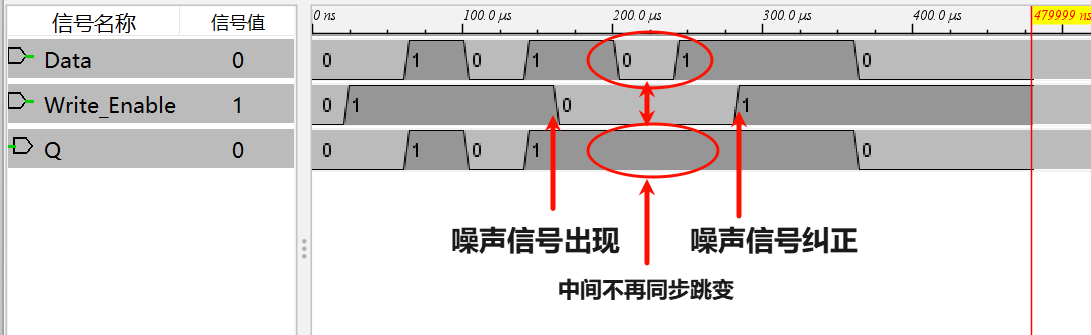 信号名称 信号值 0 ns 100.0 µs 200.0 µs 300.0 µs 400.0 µs 479999 ns
Data 0 0 1 0 1 0 1 0
Write_Enable 1 0 1 0 1
Q 0 0 1 0 1 0
噪声信号出现 噪声信号纠正
中间不再同步跳变